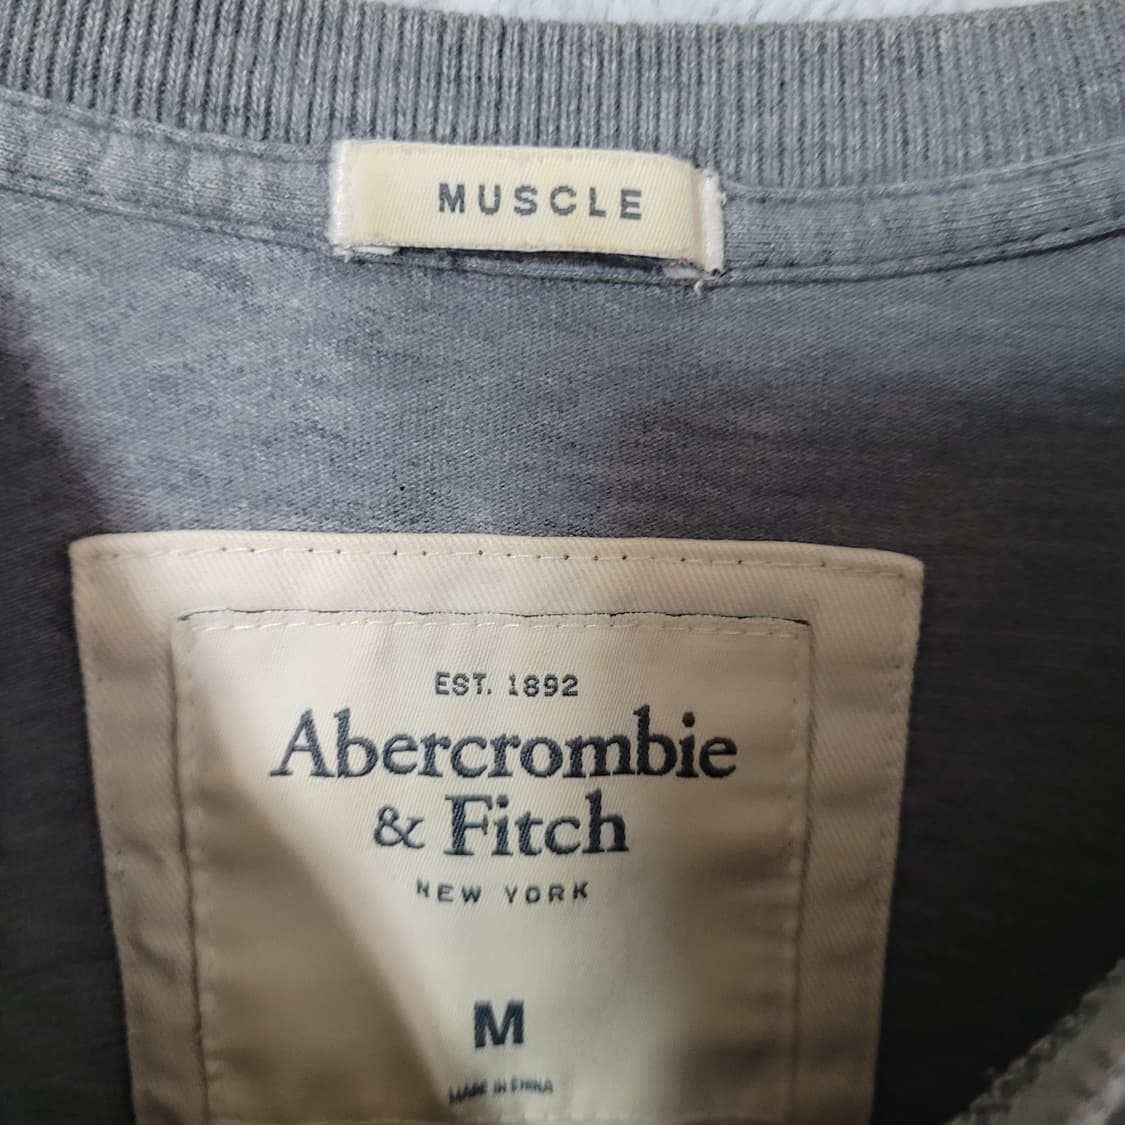 MUSCLE
EST. 1892
Abercrombie
& Fitch
NEW YORK
M
MADE IN CHINA